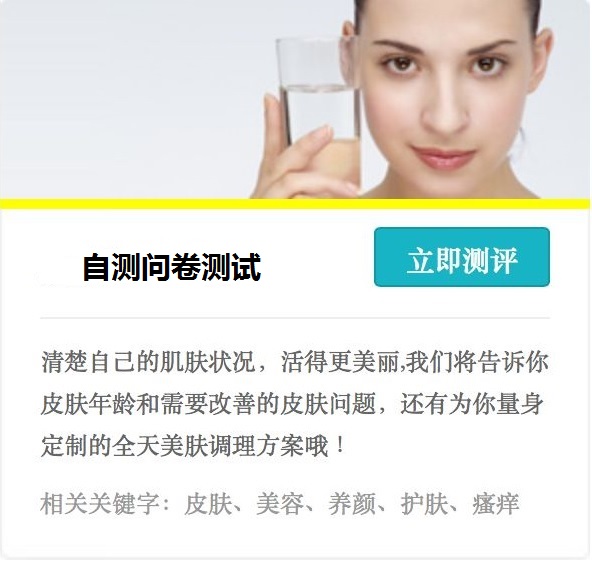 自测问卷测试
立即测评
清楚自己的肌肤状况，活得更美丽,我们将告诉你
皮肤年龄和需要改善的皮肤问题，还有为你量身
定制的全天美肤调理方案哦！
相关关键字：皮肤、美容、养颜、护肤、瘙痒